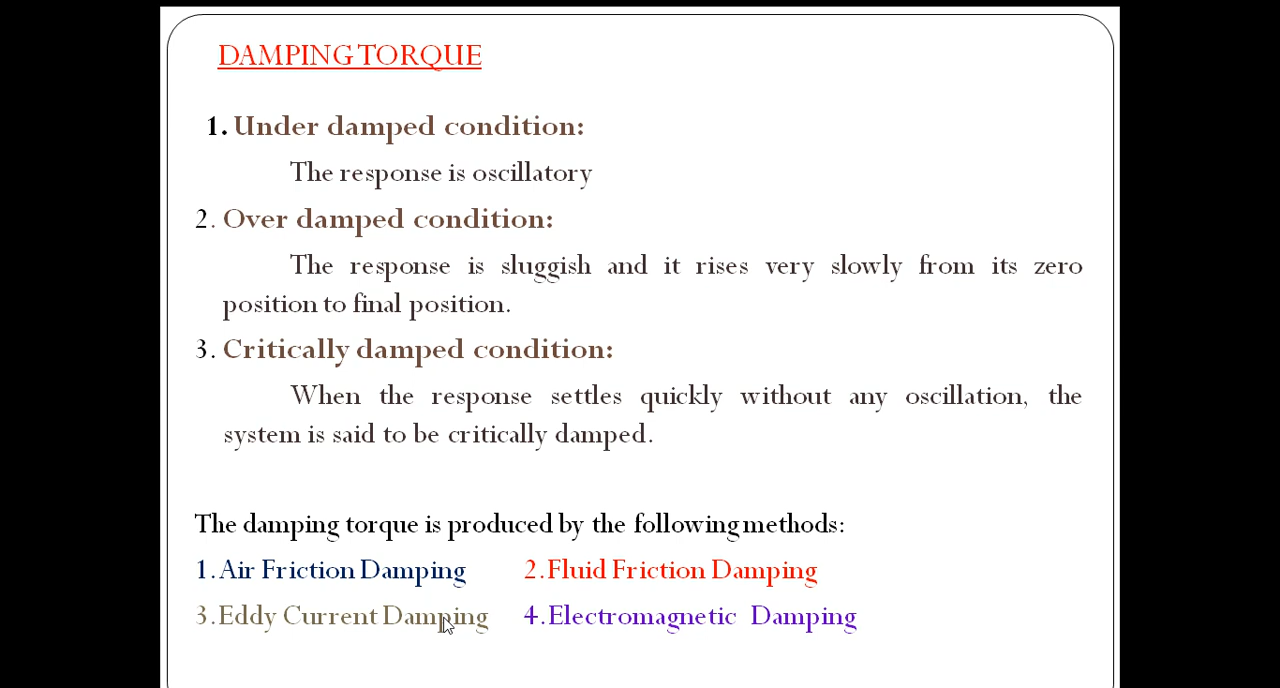 DAMPING TORQUE
1. Under damped condition:
The response is oscillatory
2. Over damped condition:
The response is sluggish and it rises very slowly from its zero
position to final position.
3. Critically damped condition:
When the response settles quickly without any oscillation, the
system is said to be critically damped.
The damping torque is produced by the following methods:
1.Air Friction Damping 2.Fluid Friction Damping
3.Eddy Current Damping 4.Electromagnetic Damping